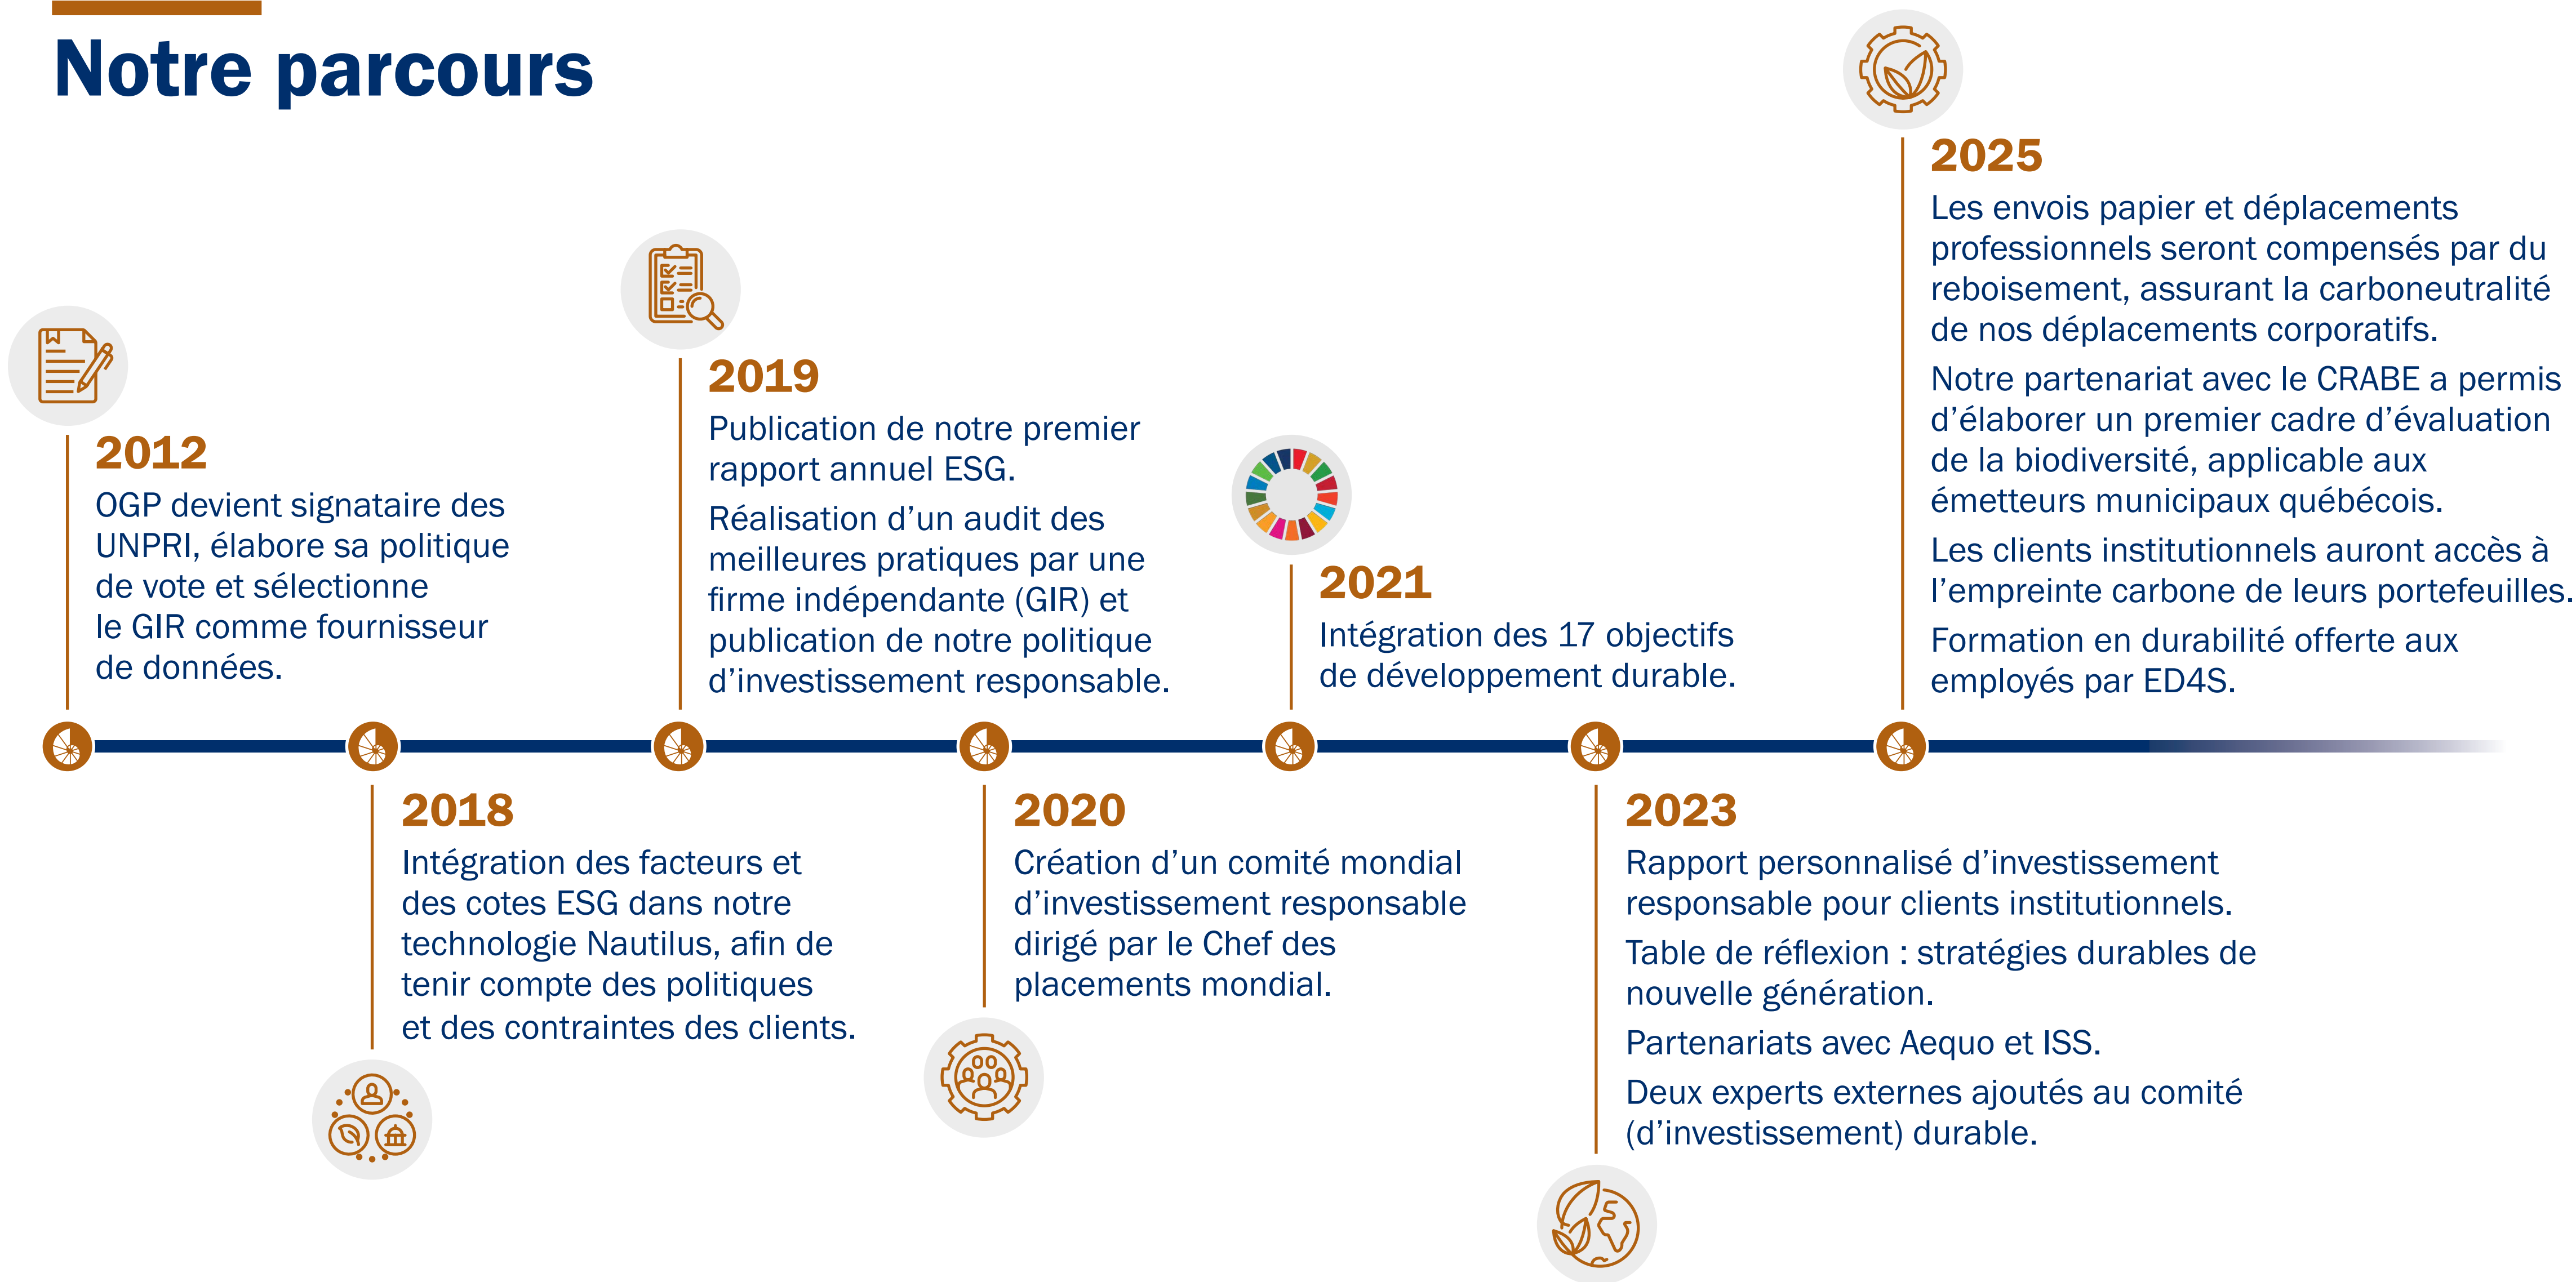 Notre parcours
2012
OGP devient signataire des
UNPRI, élabore sa politique
de vote et sélectionne
le GIR comme fournisseur
de données.
2018
Intégration des facteurs et
des cotes ESG dans notre
technologie Nautilus, afin de
tenir compte des politiques
et des contraintes des clients.
2019
Publication de notre premier
rapport annuel ESG.
Réalisation d’un audit des
meilleures pratiques par une
firme indépendante (GIR) et
publication de notre politique
d’investissement responsable.
2020
Création d’un comité mondial
d’investissement responsable
dirigé par le Chef des
placements mondial.
2021
Intégration des 17 objectifs
de développement durable.
2023
Rapport personnalisé d’investissement
responsable pour clients institutionnels.
Table de réflexion : stratégies durables de
nouvelle génération.
Partenariats avec Aequo et ISS.
Deux experts externes ajoutés au comité
(d’investissement) durable.
2025
Les envois papier et déplacements
professionnels seront compensés par du
reboisement, assurant la carboneutralité
de nos déplacements corporatifs.
Notre partenariat avec le CRABE a permis
d’élaborer un premier cadre d’évaluation
de la biodiversité, applicable aux
émetteurs municipaux québécois.
Les clients institutionnels auront accès à
l’empreinte carbone de leurs portefeuilles.
Formation en durabilité offerte aux
employés par ED4S.